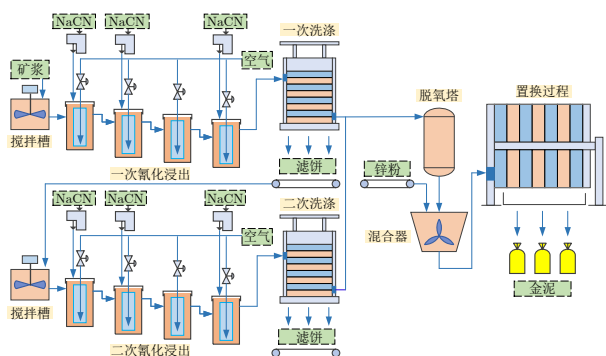 NaCN NaCN NaCN
空气
矿浆
搅拌槽
一次氰化浸出
一次洗涤
滤饼
脱氧塔
置换过程
锌粉
混合器
金泥
NaCN NaCN NaCN
空气
搅拌槽
二次氰化浸出
二次洗涤
滤饼